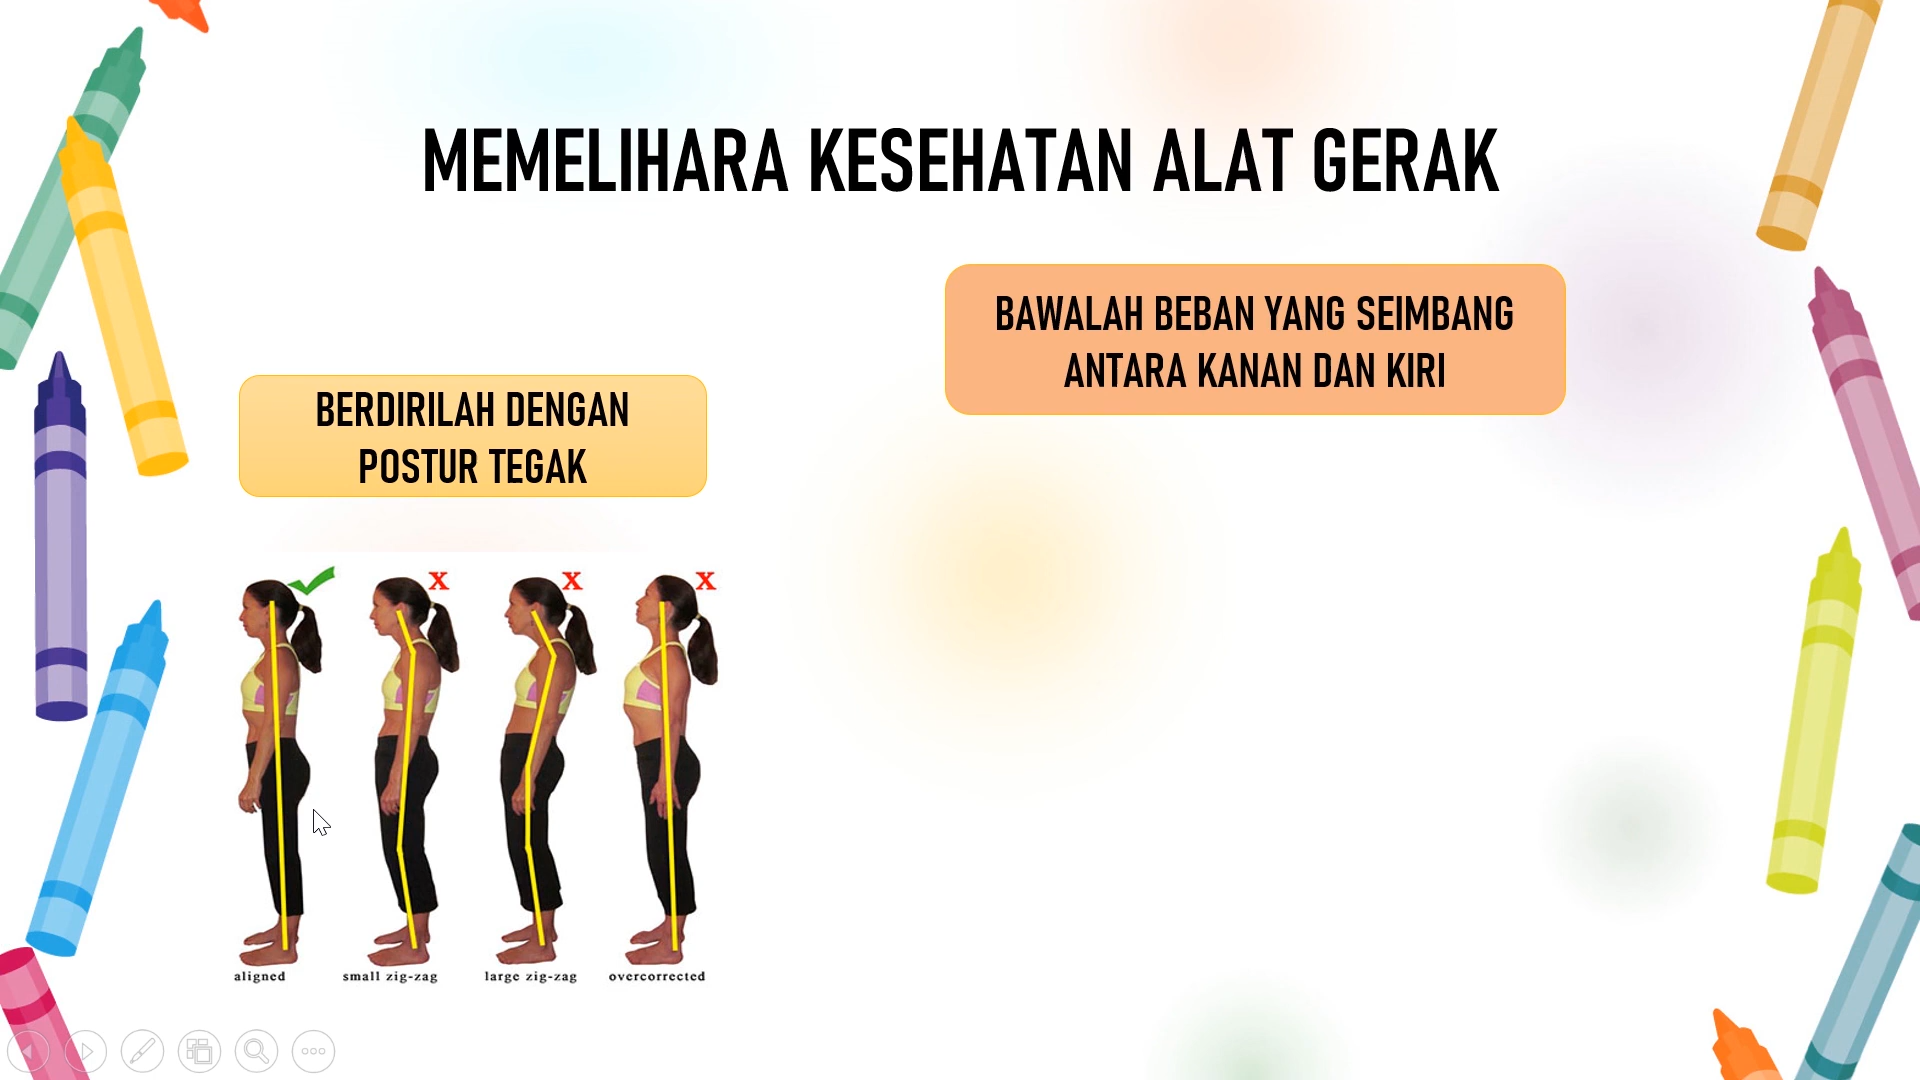 MEMELIHARA KESEHATAN ALAT GERAK
BERDIRILAH DENGAN
POSTUR TEGAK
X X X
aligned small zig-zag large zig-zag overcorrected
BAWALAH BEBAN YANG SEIMBANG
ANTARA KANAN DAN KIRI